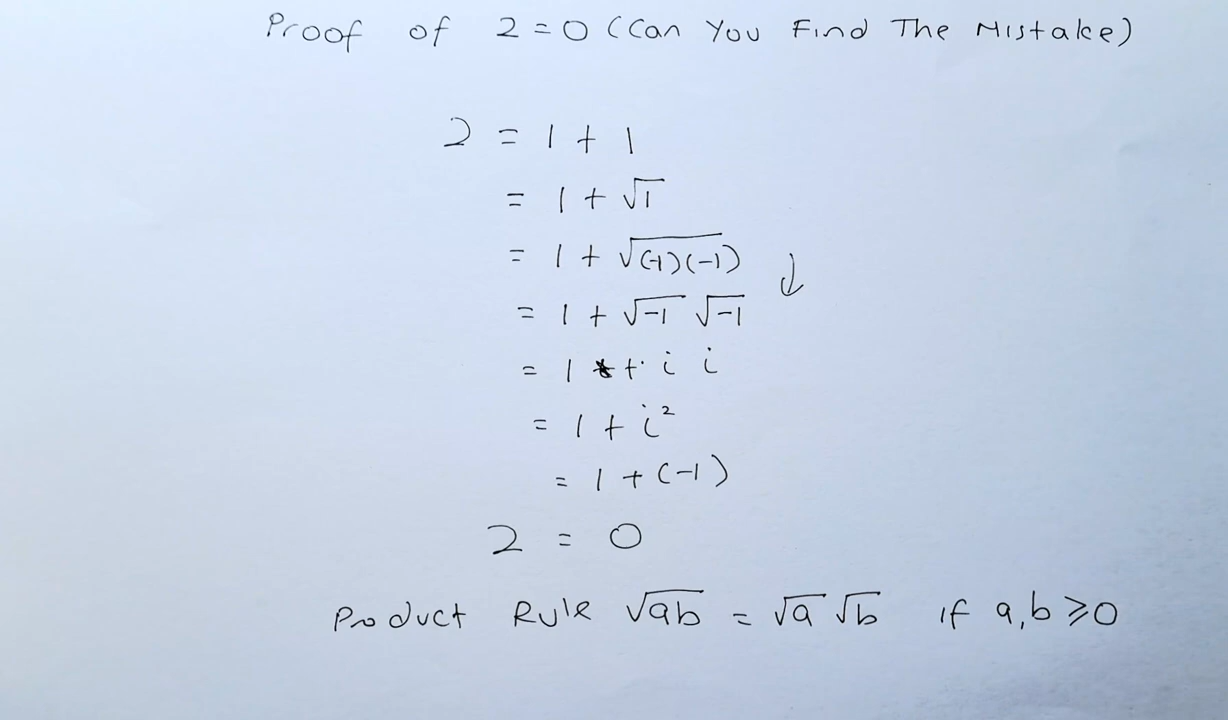 Proof of 2 = 0 (Can You Find The Mistake)
2 = 1 + 1
= 1 + √1
= 1 + √(-1)(-1) ↓
= 1 + √-1 √-1
= 1 + i i
= 1 + i²
= 1 + (-1)
2 = 0
Product Rule √ab = √a √b if a,b ⩾ 0